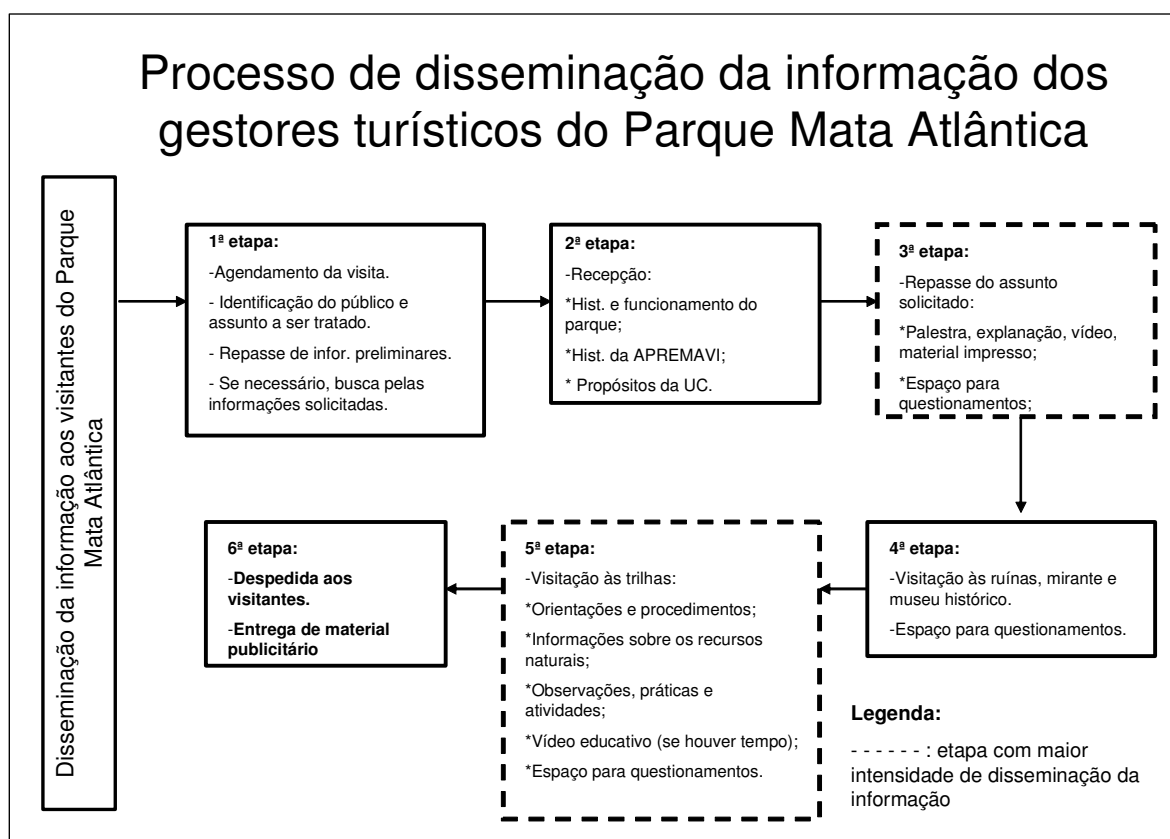 Processo de disseminação da informação dos
gestores turísticos do Parque Mata Atlântica
Disseminação da informação aos visitantes do Parque
Mata Atlântica
1ª etapa:
-Agendamento da visita.
- Identificação do público e
assunto a ser tratado.
- Repasse de infor. preliminares.
- Se necessário, busca pelas
informações solicitadas.
2ª etapa:
-Recepção:
*Hist. e funcionamento do
parque;
*Hist. da APREMAVI;
* Propósitos da UC.
3ª etapa:
-Repasse do assunto
solicitado:
*Palestra, explanação, vídeo,
material impresso;
*Espaço para
questionamentos;
4ª etapa:
-Visitação às ruínas, mirante e
museu histórico.
-Espaço para questionamentos.
5ª etapa:
-Visitação às trilhas:
*Orientações e procedimentos;
*Informações sobre os recursos
naturais;
*Observações, práticas e
atividades;
*Vídeo educativo (se houver tempo);
*Espaço para questionamentos.
6ª etapa:
-Despedida aos
visitantes.
-Entrega de material
publicitário
Legenda:
- - - - - - : etapa com maior
intensidade de disseminação da
informação